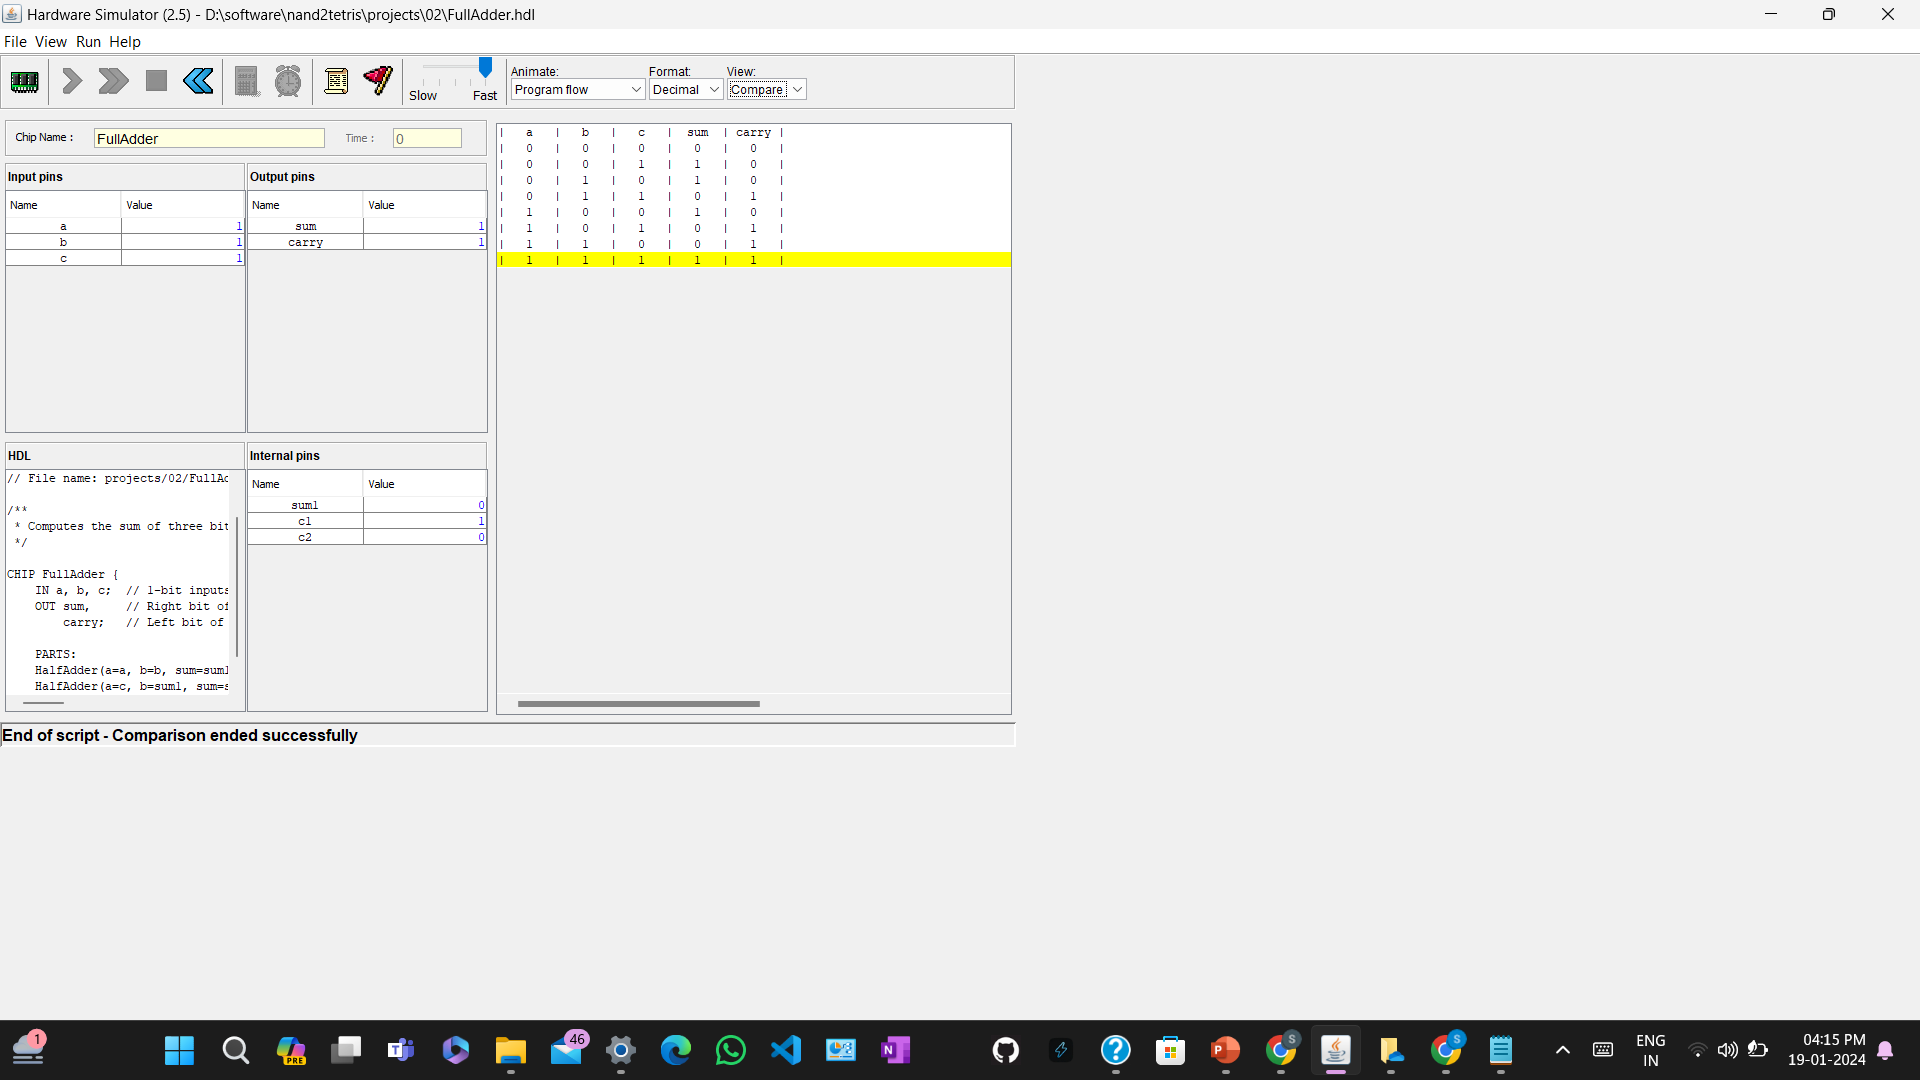 Hardware Simulator (2.5) - D:\software\nand2tetris\projects\02\FullAdder.hdl
File View Run Help
Slow Fast
Animate: Format: View:
Program flow Decimal Compare
Chip Name : FullAdder Time : 0
Input pins
Name Value
a 1
b 1
c 1
Output pins
Name Value
sum 1
carry 1
| a | b | c | sum | carry |
| 0 | 0 | 0 | 0 | 0 |
| 0 | 0 | 1 | 1 | 0 |
| 0 | 1 | 0 | 1 | 0 |
| 0 | 1 | 1 | 0 | 1 |
| 1 | 0 | 0 | 1 | 0 |
| 1 | 0 | 1 | 0 | 1 |
| 1 | 1 | 0 | 0 | 1 |
| 1 | 1 | 1 | 1 | 1 |
HDL
// File name: projects/02/FullAd
/**
* Computes the sum of three bit
*/
CHIP FullAdder {
IN a, b, c; // 1-bit inputs
OUT sum, // Right bit of
carry; // Left bit of
PARTS:
HalfAdder(a=a, b=b, sum=sum1
HalfAdder(a=c, b=sum1, sum=s
Internal pins
Name Value
sum1 0
c1 1
c2 0
End of script - Comparison ended successfully
1
PRE
46
S
S
ENG
IN
04:15 PM
19-01-2024